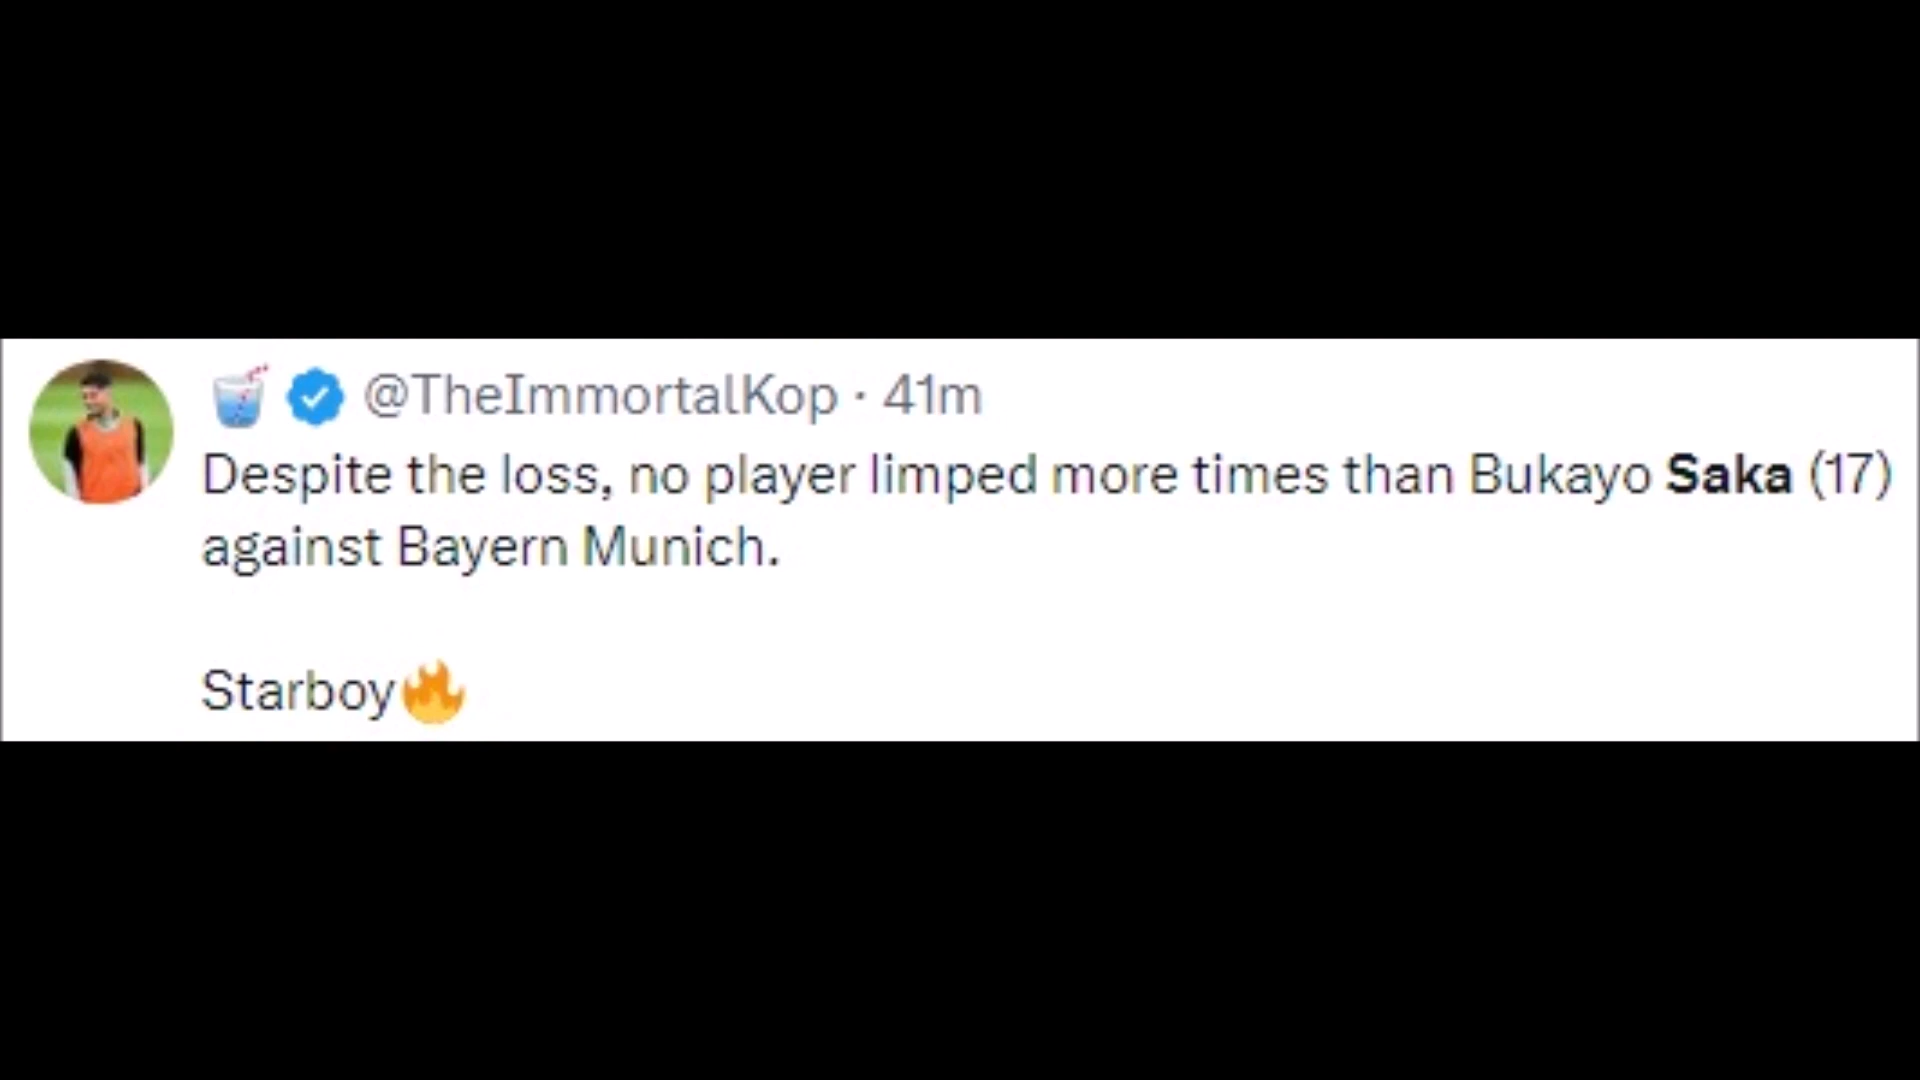 @TheImmortalKop · 41m
Despite the loss, no player limped more times than Bukayo Saka (17)
against Bayern Munich.
Starboy🔥